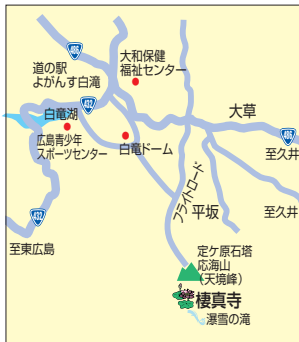 486
道の駅
よがんす白滝
大和保健
福祉センター
432
白竜湖
広島青少年
スポーツセンター
白竜ドーム
大草
486
至久井
フライトロード
平坂
至久井
432
至東広島
定ケ原石塔
応海山
(天境峰)
棲真寺
瀑雪の滝